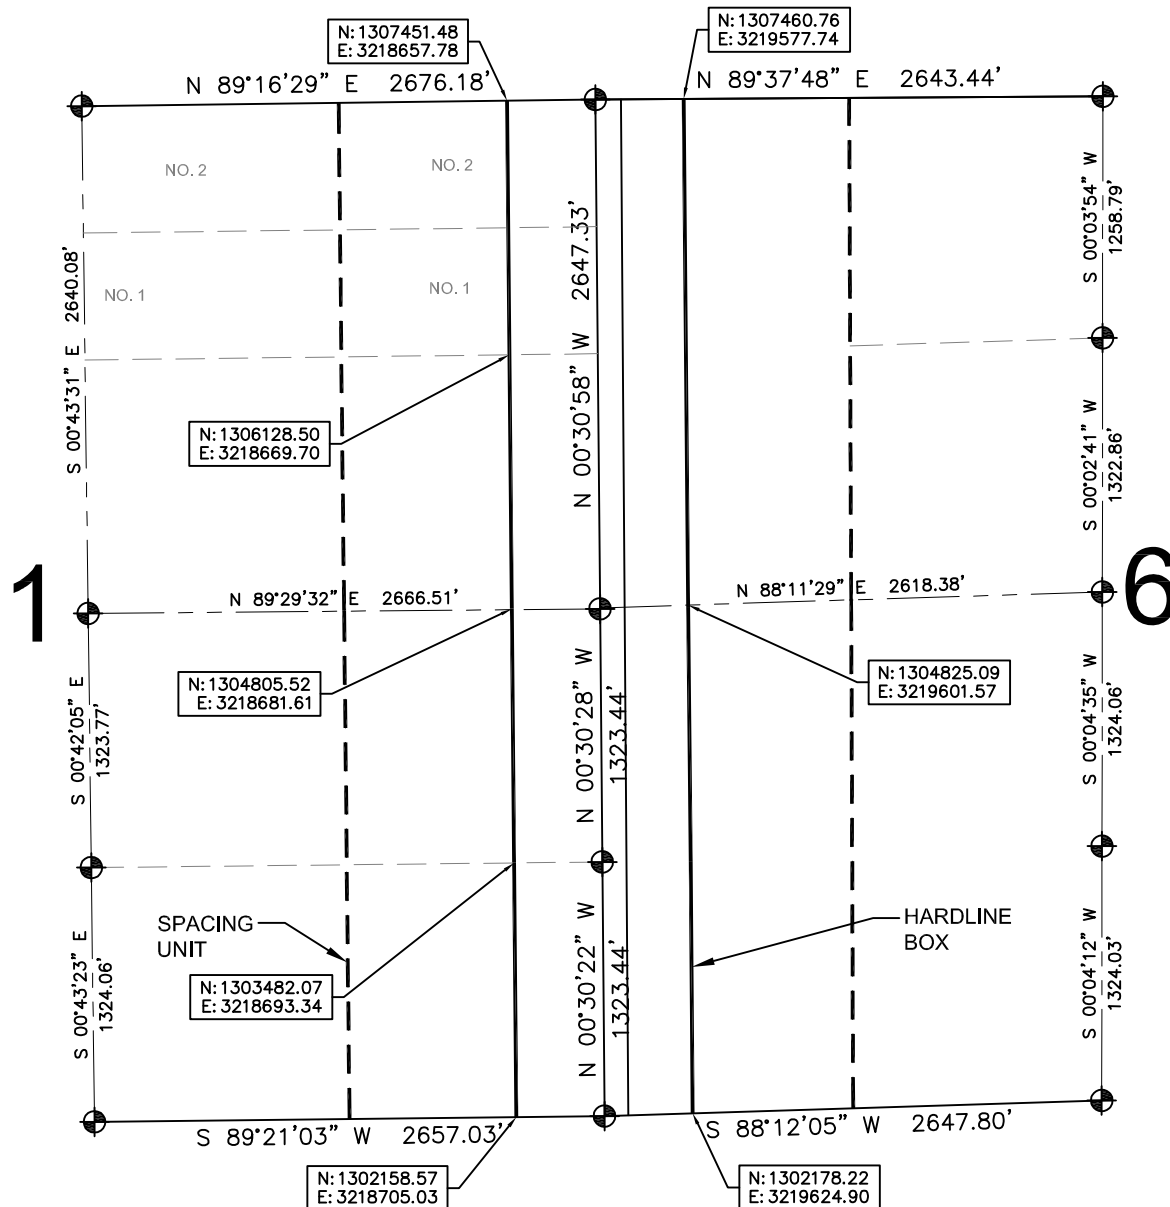 N: 1307451.48
E: 3218657.78
N: 1307460.76
E: 3219577.74
N 89°16'29" E 2676.18'
N 89°37'48" E 2643.44'
NO. 2
NO. 2
NO. 1
NO. 1
S 00°43'31" E 2640.08'
N 00°30'58" W 2647.33'
S 00°03'54" W
1258.79'
S 00°02'41" W
1322.86'
N: 1306128.50
E: 3218669.70
1
6
N 89°29'32" E 2666.51'
N 88°11'29" E 2618.38'
N: 1304805.52
E: 3218681.61
N: 1304825.09
E: 3219601.57
S 00°42'05" E
1323.77'
N 00°30'28" W
1323.44'
S 00°04'35" W
1324.06'
SPACING
UNIT
HARDLINE
BOX
N: 1303482.07
E: 3218693.34
S 00°43'23" E
1324.06'
N 00°30'22" W
1323.44'
S 00°04'12" W
1324.03'
S 89°21'03" W 2657.03'
S 88°12'05" W 2647.80'
N: 1302158.57
E: 3218705.03
N: 1302178.22
E: 3219624.90